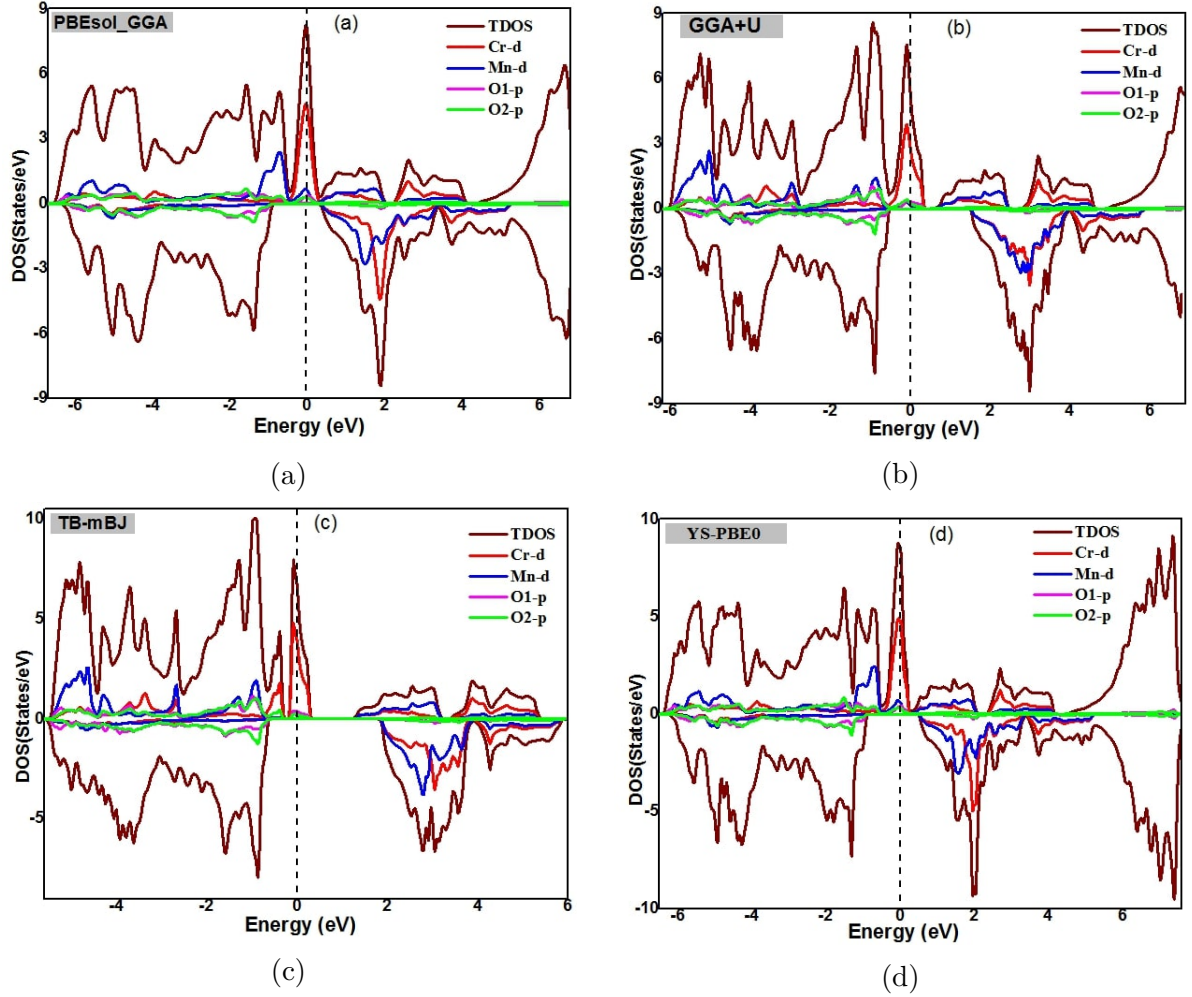 PBEsol_GGA
(a)
TDOS
Cr-d
Mn-d
O1-p
O2-p
DOS(States/eV)
9
6
3
0
-3
-6
-9
-6
-4
-2
0
2
4
6
Energy (eV)
(a)
GGA+U
(b)
TDOS
Cr-d
Mn-d
O1-p
O2-p
DOS(States/eV)
9
6
3
0
-3
-6
-9
-6
-4
-2
0
2
4
6
Energy (eV)
(b)
TB-mBJ
(c)
TDOS
Cr-d
Mn-d
O1-p
O2-p
DOS(States/eV)
10
5
0
-5
-4
-2
0
2
4
6
Energy (eV)
(c)
YS-PBE0
(d)
TDOS
Cr-d
Mn-d
O1-p
O2-p
DOS(States/eV)
10
5
0
-5
-10
-6
-4
-2
0
2
4
6
Energy (eV)
(d)